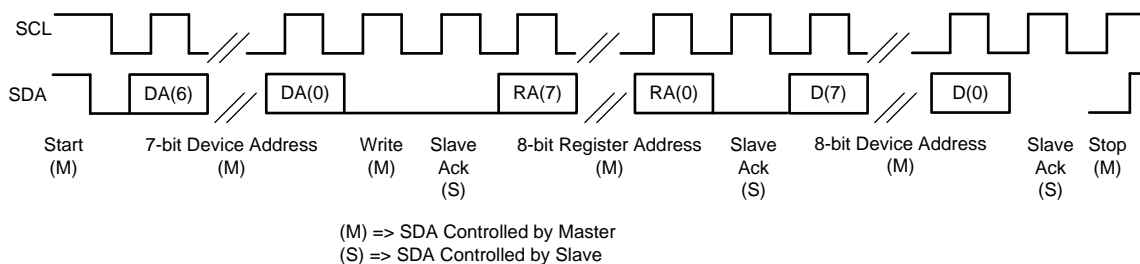 SCL
SDA
DA(6)
DA(0)
RA(7)
RA(0)
D(7)
D(0)
Start
(M)
7-bit Device Address
(M)
Write
(M)
Slave
Ack
(S)
8-bit Register Address
(M)
Slave
Ack
(S)
8-bit Device Address
(M)
Slave
Ack
(S)
Stop
(M)
(M) => SDA Controlled by Master
(S) => SDA Controlled by Slave